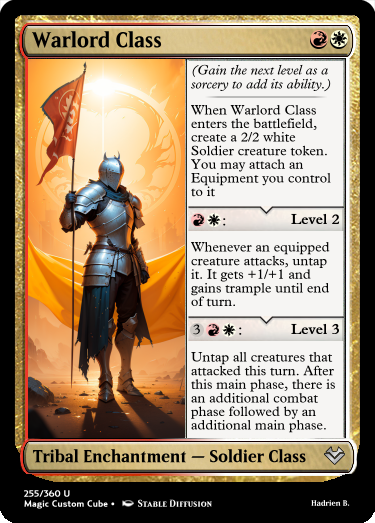 Warlord Class
(Gain the next level as a
sorcery to add its ability.)
When Warlord Class
enters the battlefield,
create a 2/2 white
Soldier creature token.
You may attach an
Equipment you control
to it
: Level 2
Whenever an equipped
creature attacks, untap
it. It gets +1/+1 and
gains trample until end
of turn.
3 : Level 3
Untap all creatures that
attacked this turn. After
this main phase, there is
an additional combat
phase followed by an
additional main phase.
Tribal Enchantment — Soldier Class
255/360 U
Magic Custom Cube • Stable Diffusion
Hadrien B.